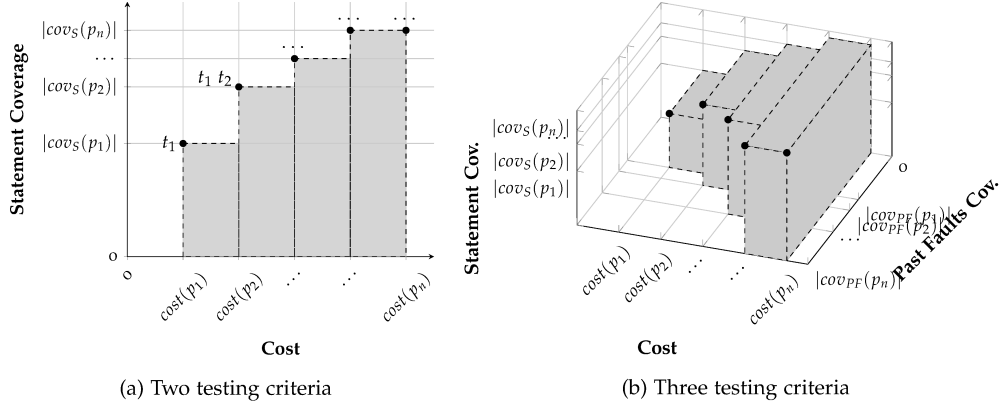 Statement Coverage
|cov_S(p_n)|
...
|cov_S(p_2)|
|cov_S(p_1)|
0
t_1
t_1 t_2
...
...
...
0
cost(p_1)
cost(p_2)
...
...
cost(p_n)
Cost
(a) Two testing criteria
Statement Cov.
|cov_S(p_n)|
...
|cov_S(p_2)|
|cov_S(p_1)|
cost(p_1)
cost(p_2)
...
...
cost(p_n)
Cost
0
|cov_PF(p_1)|
|cov_PF(p_2)|
...
|cov_PF(p_n)|
Past Faults Cov.
(b) Three testing criteria